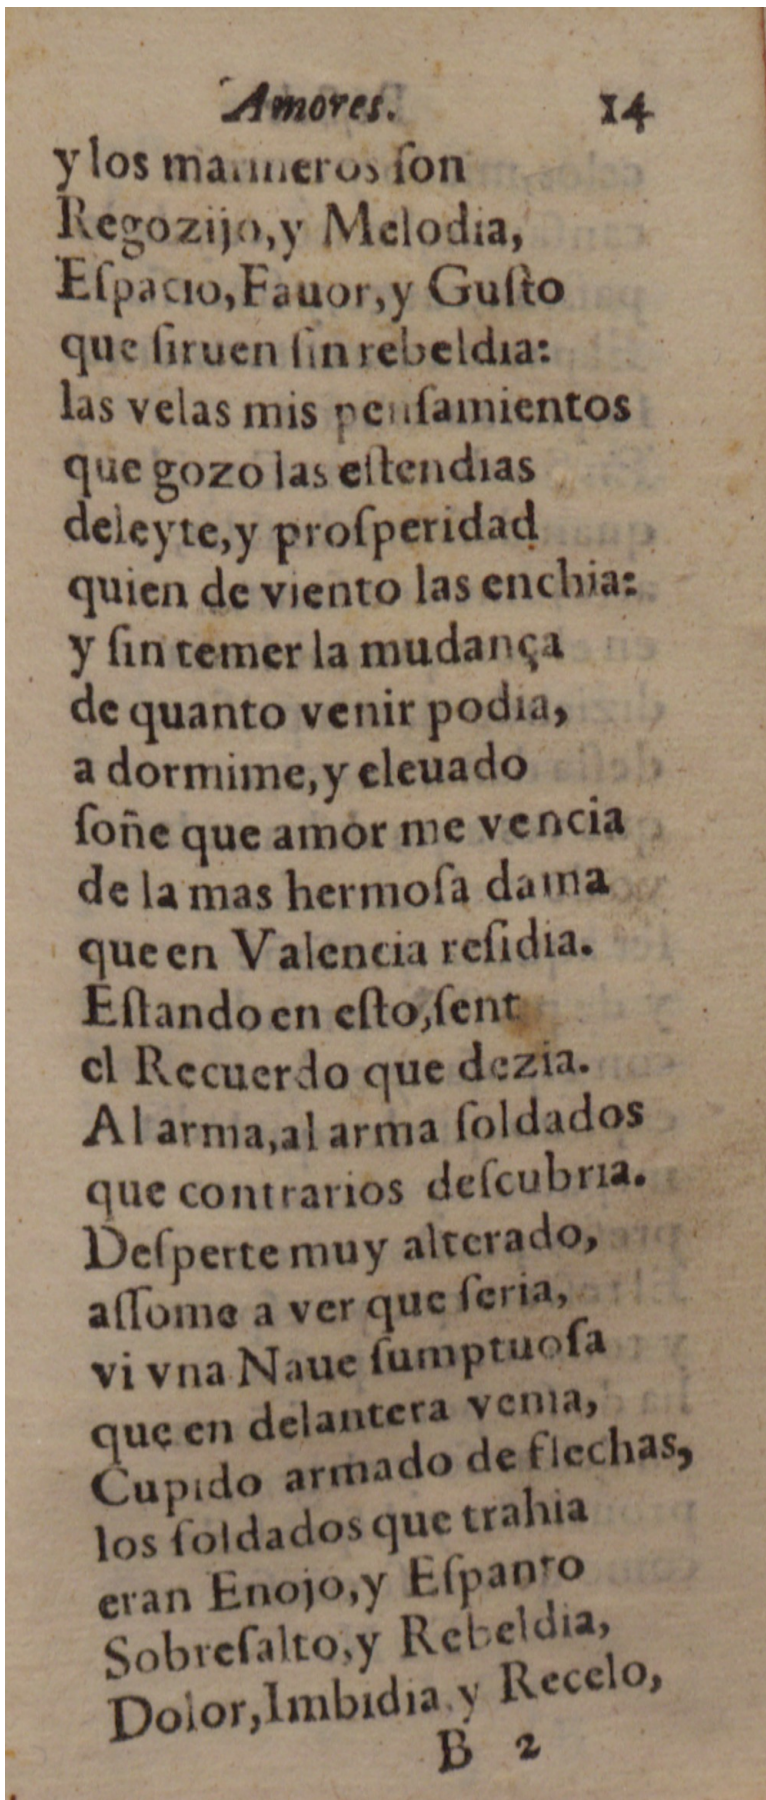 Amores. 14
y los marineros ſon
Regozijo,y Melodia,
Eſpacio,Fauor,y Guſto
que ſiruen ſin rebeldia:
las velas mis penſamientos
que gozo las eſtendias
deleyte,y proſperidad
quien de viento las enchia:
y ſin temer la mudança
de quanto venir podia,
a dormime,y eleuado
ſoñe que amor me vencia
de la mas hermoſa dama
que en Valencia reſidia.
Eſtando en eſto,ſent
el Recuerdo que dezia.
Al arma,al arma ſoldados
que contrarios deſcubria.
Deſperte muy alterado,
aſſome a ver que ſeria,
vi vna Naue ſumptuoſa
que en delantera venia,
Cupido armado de flechas,
los ſoldados que trahia
eran Enojo,y Eſpanto
Sobreſalto,y Rebeldia,
Dolor,Imbidia,y Recelo,
B 2